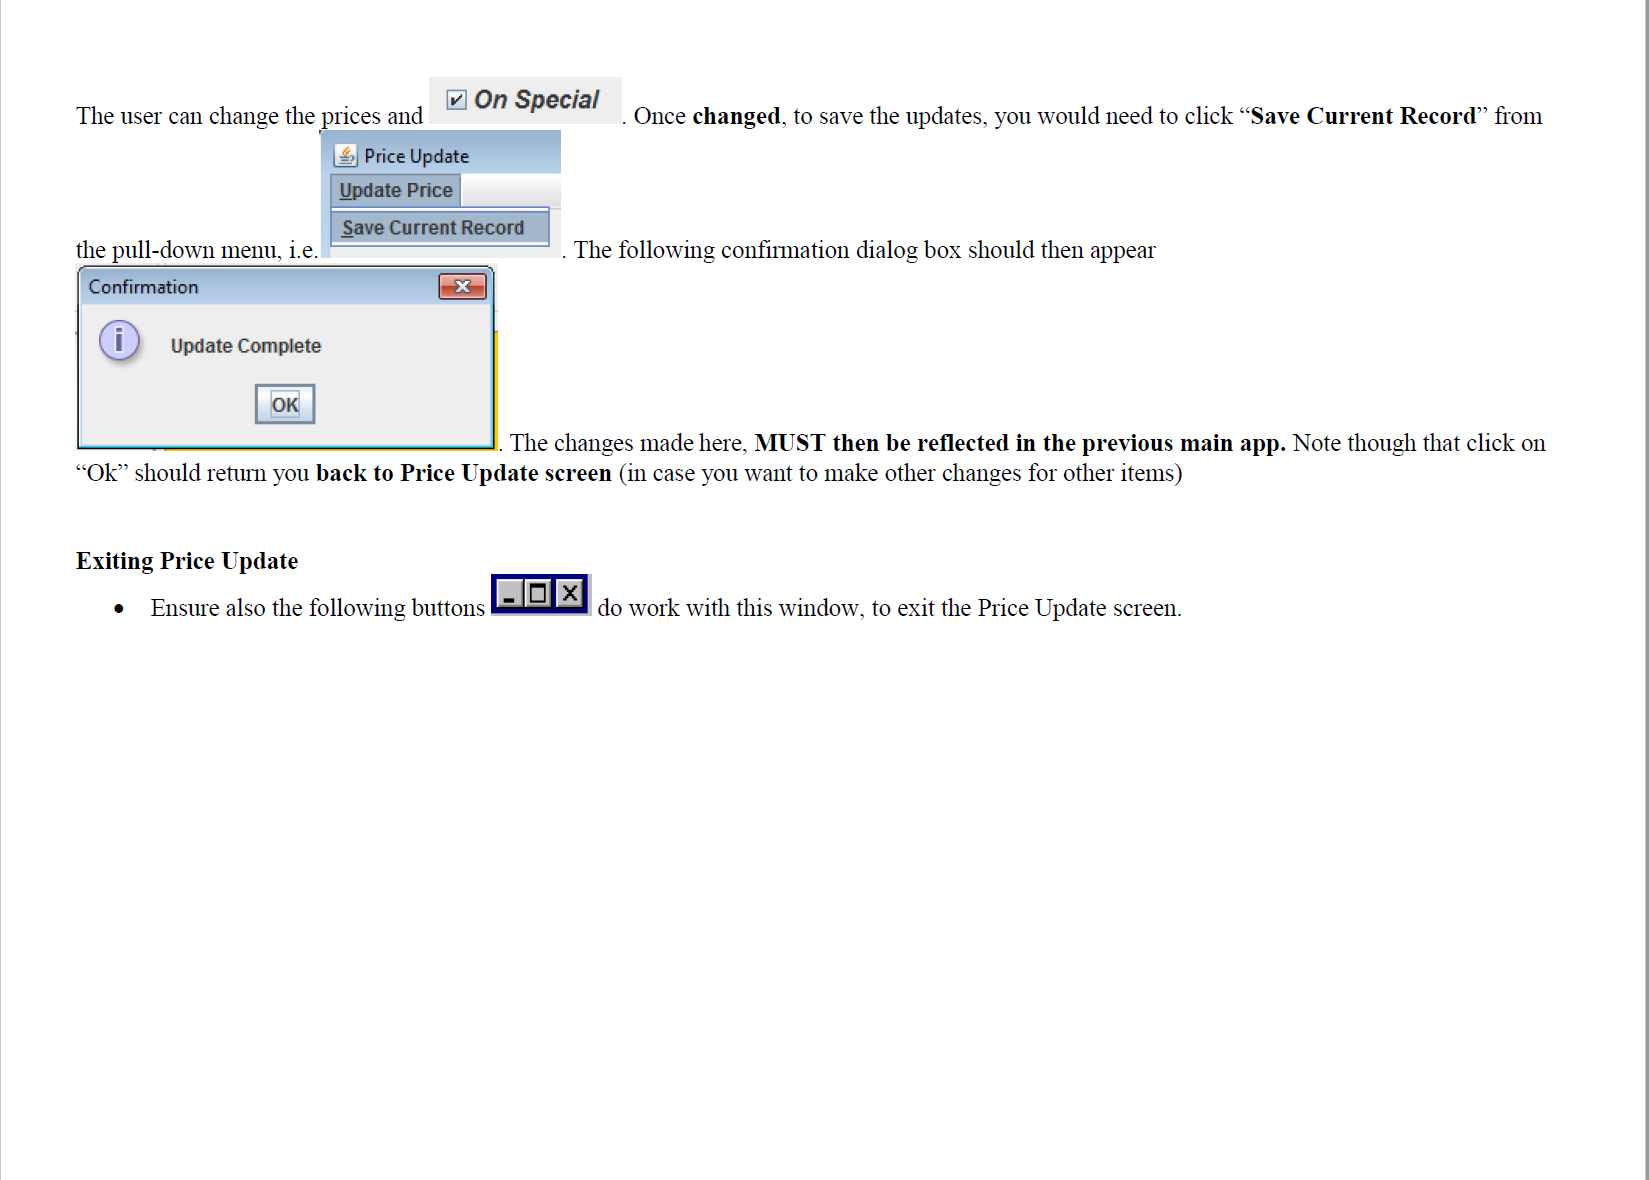 The user can change the prices and On Special . Once changed, to save the updates, you would need to click “Save Current Record” from
Price Update
Update Price
Save Current Record
the pull-down menu, i.e. . The following confirmation dialog box should then appear
Confirmation
Update Complete
OK
. The changes made here, MUST then be reflected in the previous main app. Note though that click on
“Ok” should return you back to Price Update screen (in case you want to make other changes for other items)
Exiting Price Update
• Ensure also the following buttons do work with this window, to exit the Price Update screen.